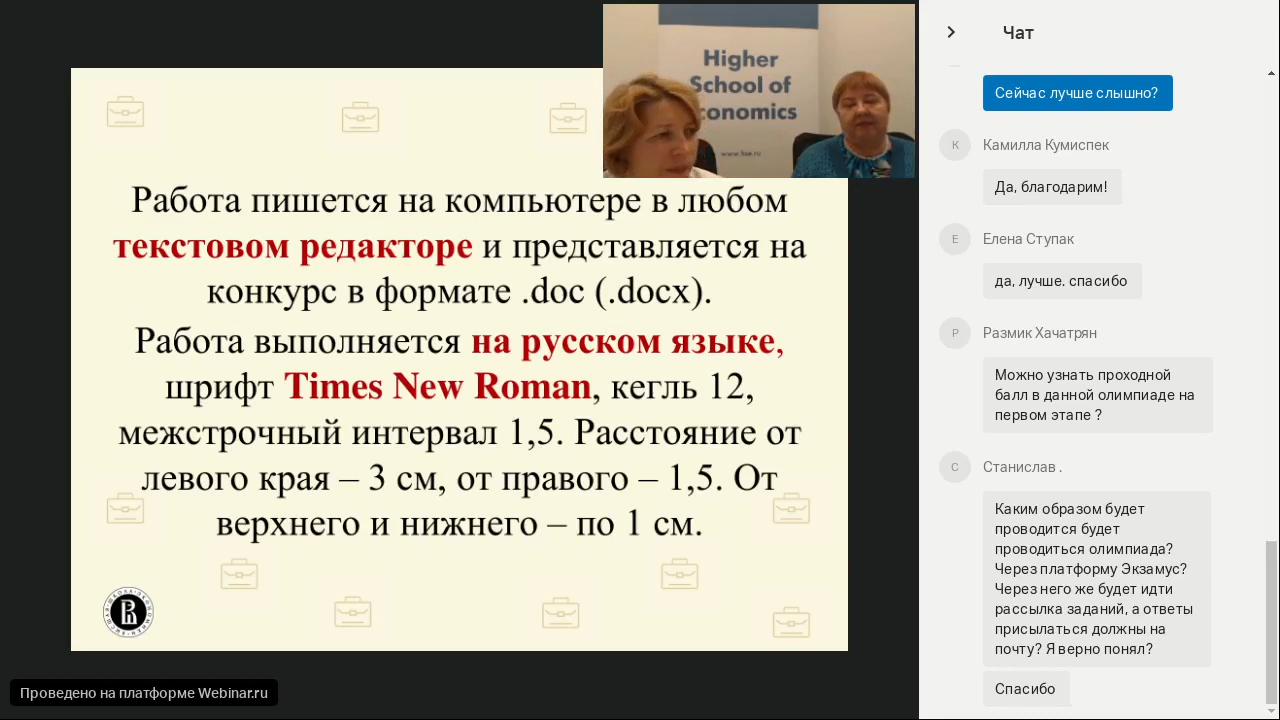 Higher
School of
Economics
www.hse.ru
Работа пишется на компьютере в любом
текстовом редакторе и представляется на
конкурс в формате .doc (.docx).
Работа выполняется на русском языке,
шрифт Times New Roman, кегль 12,
межстрочный интервал 1,5. Расстояние от
левого края – 3 см, от правого – 1,5. От
верхнего и нижнего – по 1 см.
Проведено на платформе Webinar.ru
Чат
Сейчас лучше слышно?
К
Камилла Кумиспек
Да, благодарим!
Е
Елена Ступак
да, лучше. спасибо
Р
Размик Хачатрян
Можно узнать проходной
балл в данной олимпиаде на
первом этапе ?
С
Станислав .
Каким образом будет
проводится будет
проводиться олимпиада?
Через платформу Экзамус?
Через него же будет идти
рассылка заданий, а ответы
присылаться должны на
почту? Я верно понял?
Спасибо